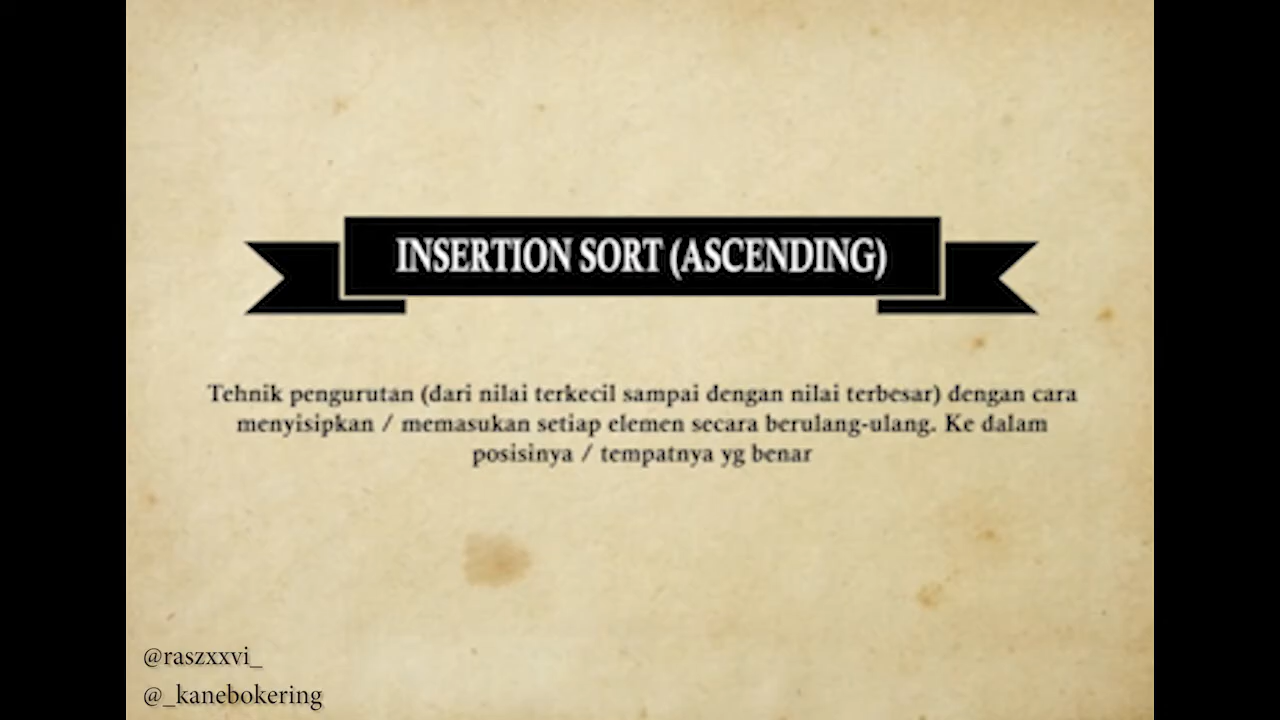 INSERTION SORT (ASCENDING)
Tehnik pengurutan (dari nilai terkecil sampai dengan nilai terbesar) dengan cara
menyisipkan / memasukan setiap elemen secara berulang-ulang. Ke dalam
posisinya / tempatnya yg benar
@raszxxvi_
@_kanebokering